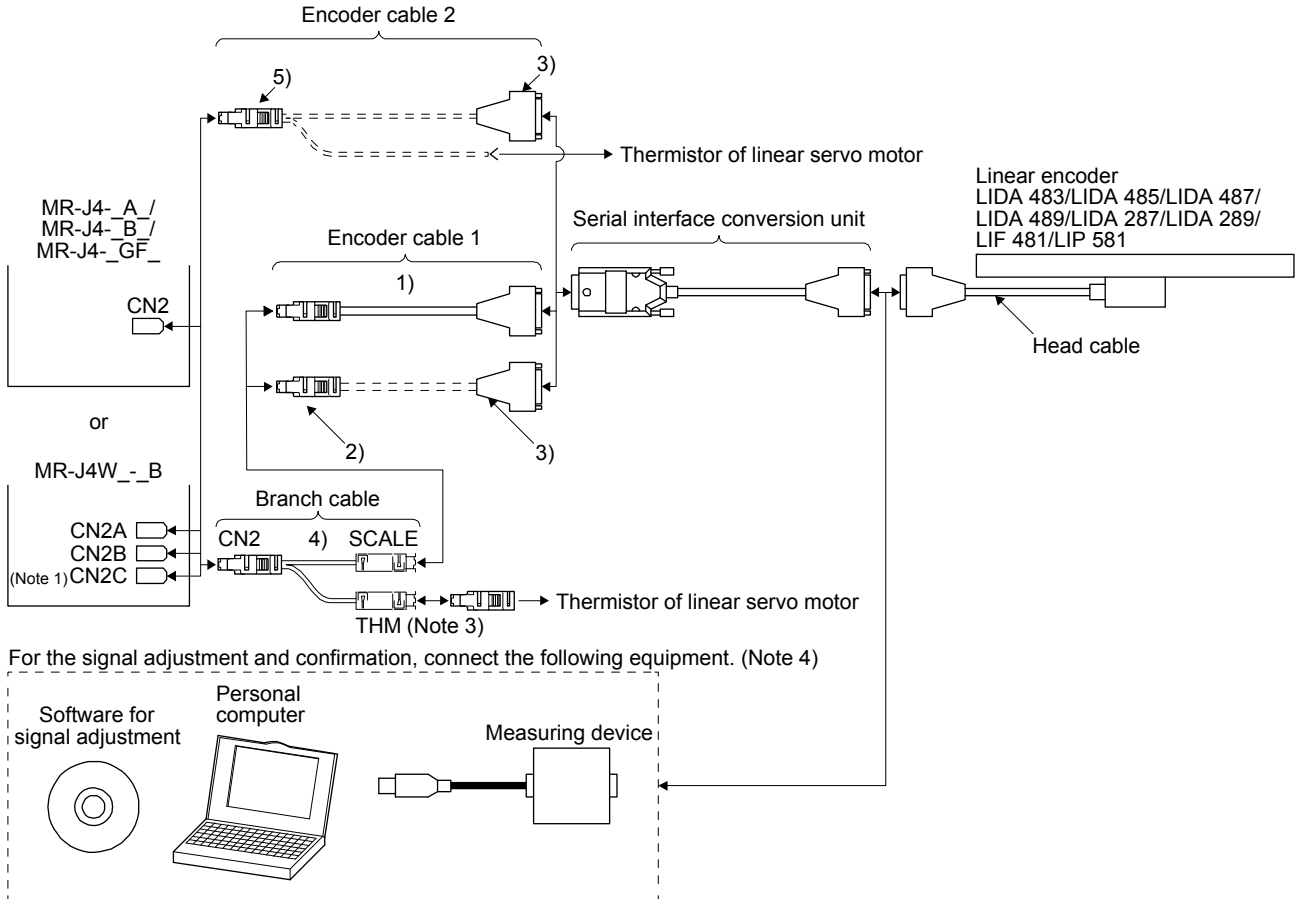 Encoder cable 2
5)
3)
Thermistor of linear servo motor
Linear encoder
LIDA 483/LIDA 485/LIDA 487/
LIDA 489/LIDA 287/LIDA 289/
LIF 481/LIP 581
MR-J4-_A_/
MR-J4-_B_/
MR-J4-_GF_
Serial interface conversion unit
Encoder cable 1
1)
CN2
Head cable
or
2)
3)
MR-J4W_-_B
Branch cable
CN2A
CN2B
(Note 1) CN2C
CN2
4)
SCALE
Thermistor of linear servo motor
THM (Note 3)
For the signal adjustment and confirmation, connect the following equipment. (Note 4)
Software for
signal adjustment
Personal
computer
Measuring device